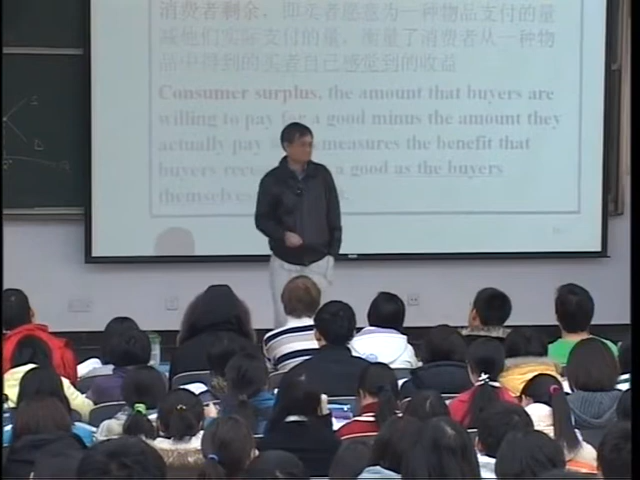 消费者剩余，即买者愿意为一种物品支付的量
减他们实际支付的量，衡量了消费者从一种物
品中得到的买者自己感觉到的收益
Consumer surplus, the amount that buyers are
willing to pay for a good minus the amount they
actually pay measures the benefit that
buyers a good as the buyers
themselves